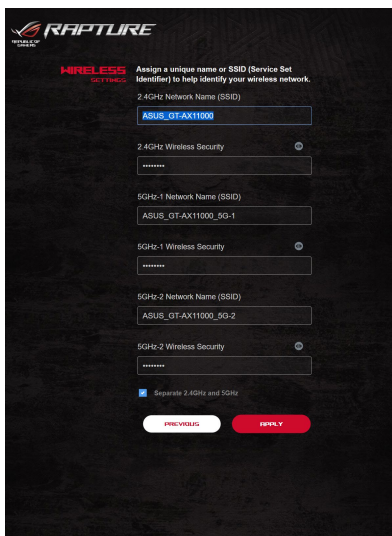 RAPTURE
REPUBLIC OF
GAMERS
WIRELESS
SETTINGS
Assign a unique name or SSID (Service Set
Identifier) to help identify your wireless network.
2.4GHz Network Name (SSID)
ASUS_GT-AX11000
2.4GHz Wireless Security
••••••••
5GHz-1 Network Name (SSID)
ASUS_GT-AX11000_5G-1
5GHz-1 Wireless Security
••••••••
5GHz-2 Network Name (SSID)
ASUS_GT-AX11000_5G-2
5GHz-2 Wireless Security
••••••••
Separate 2.4GHz and 5GHz
PREVIOUS
APPLY